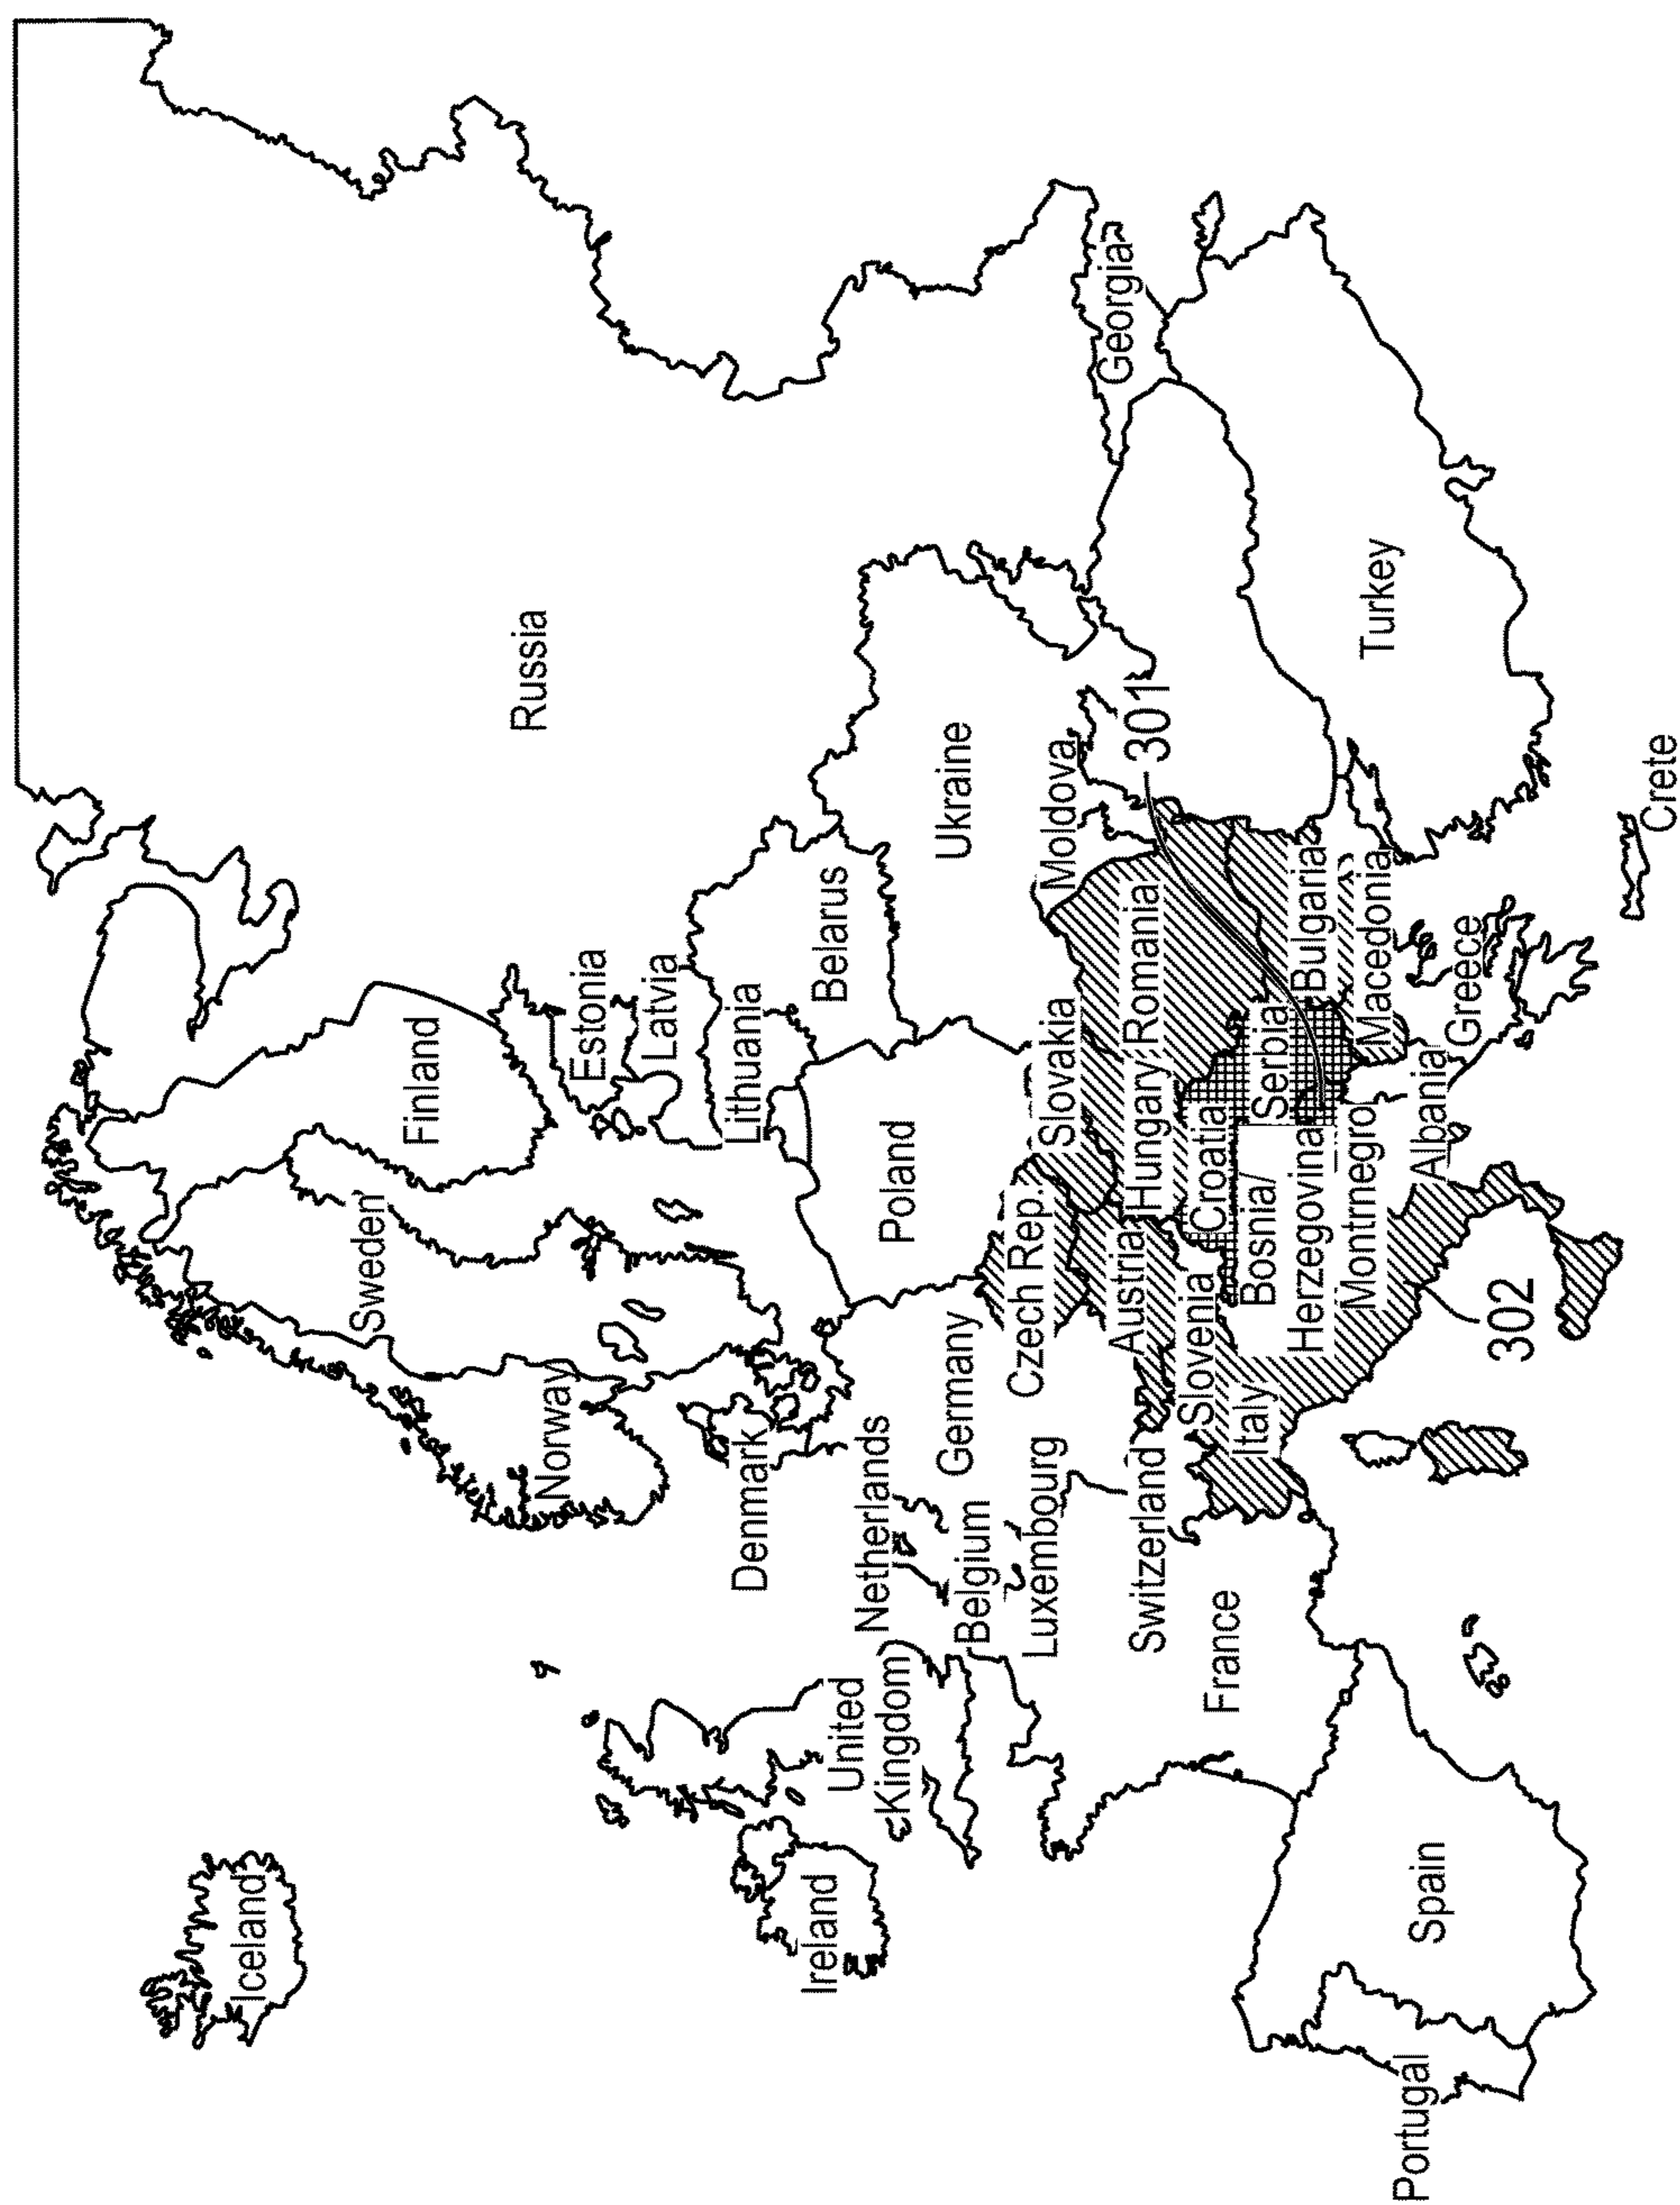 Iceland
Norway
Sweden
Finland
Russia
Estonia
Latvia
Lithuania
Denmark
United
Kingdom
Ireland
Netherlands
Belgium
Luxembourg
Germany
Poland
Belarus
Ukraine
Czech Rep.
Slovakia
Moldova
Switzerland
Austria
Hungary
Romania
301
Georgia
France
Slovenia
Croatia
Bosnia/
Herzegovina
Serbia
Bulgaria
Italy
Montrnegro
Macedonia
Turkey
Albania
Greece
Portugal
Spain
302
Crete